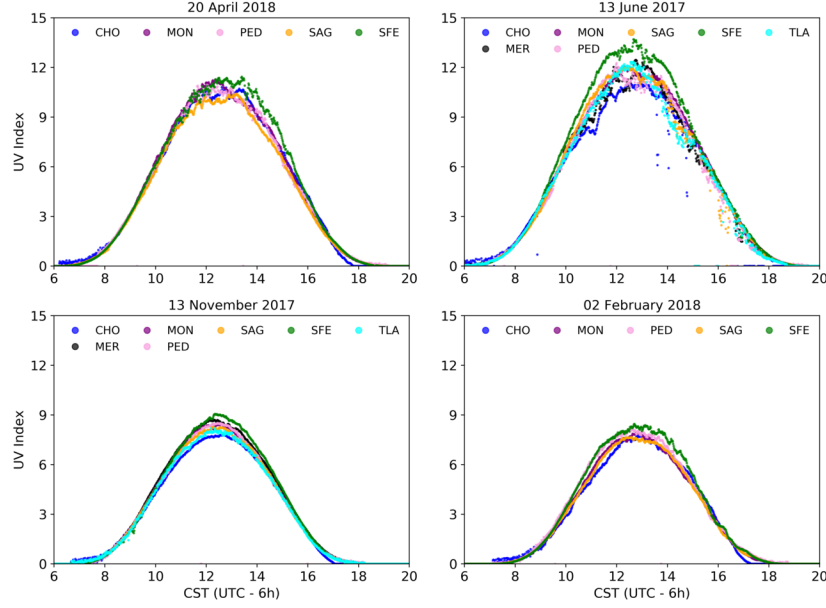 20 April 2018
CHO MON PED SAG SFE
15
12
9
6
3
0
UV Index
6 8 10 12 14 16 18 20
13 June 2017
CHO MON SAG SFE TLA
MER PED
15
12
9
6
3
0
6 8 10 12 14 16 18 20
13 November 2017
CHO MON SAG SFE TLA
MER PED
15
12
9
6
3
0
UV Index
6 8 10 12 14 16 18 20
CST (UTC - 6h)
02 February 2018
CHO MON PED SAG SFE
15
12
9
6
3
0
6 8 10 12 14 16 18 20
CST (UTC - 6h)